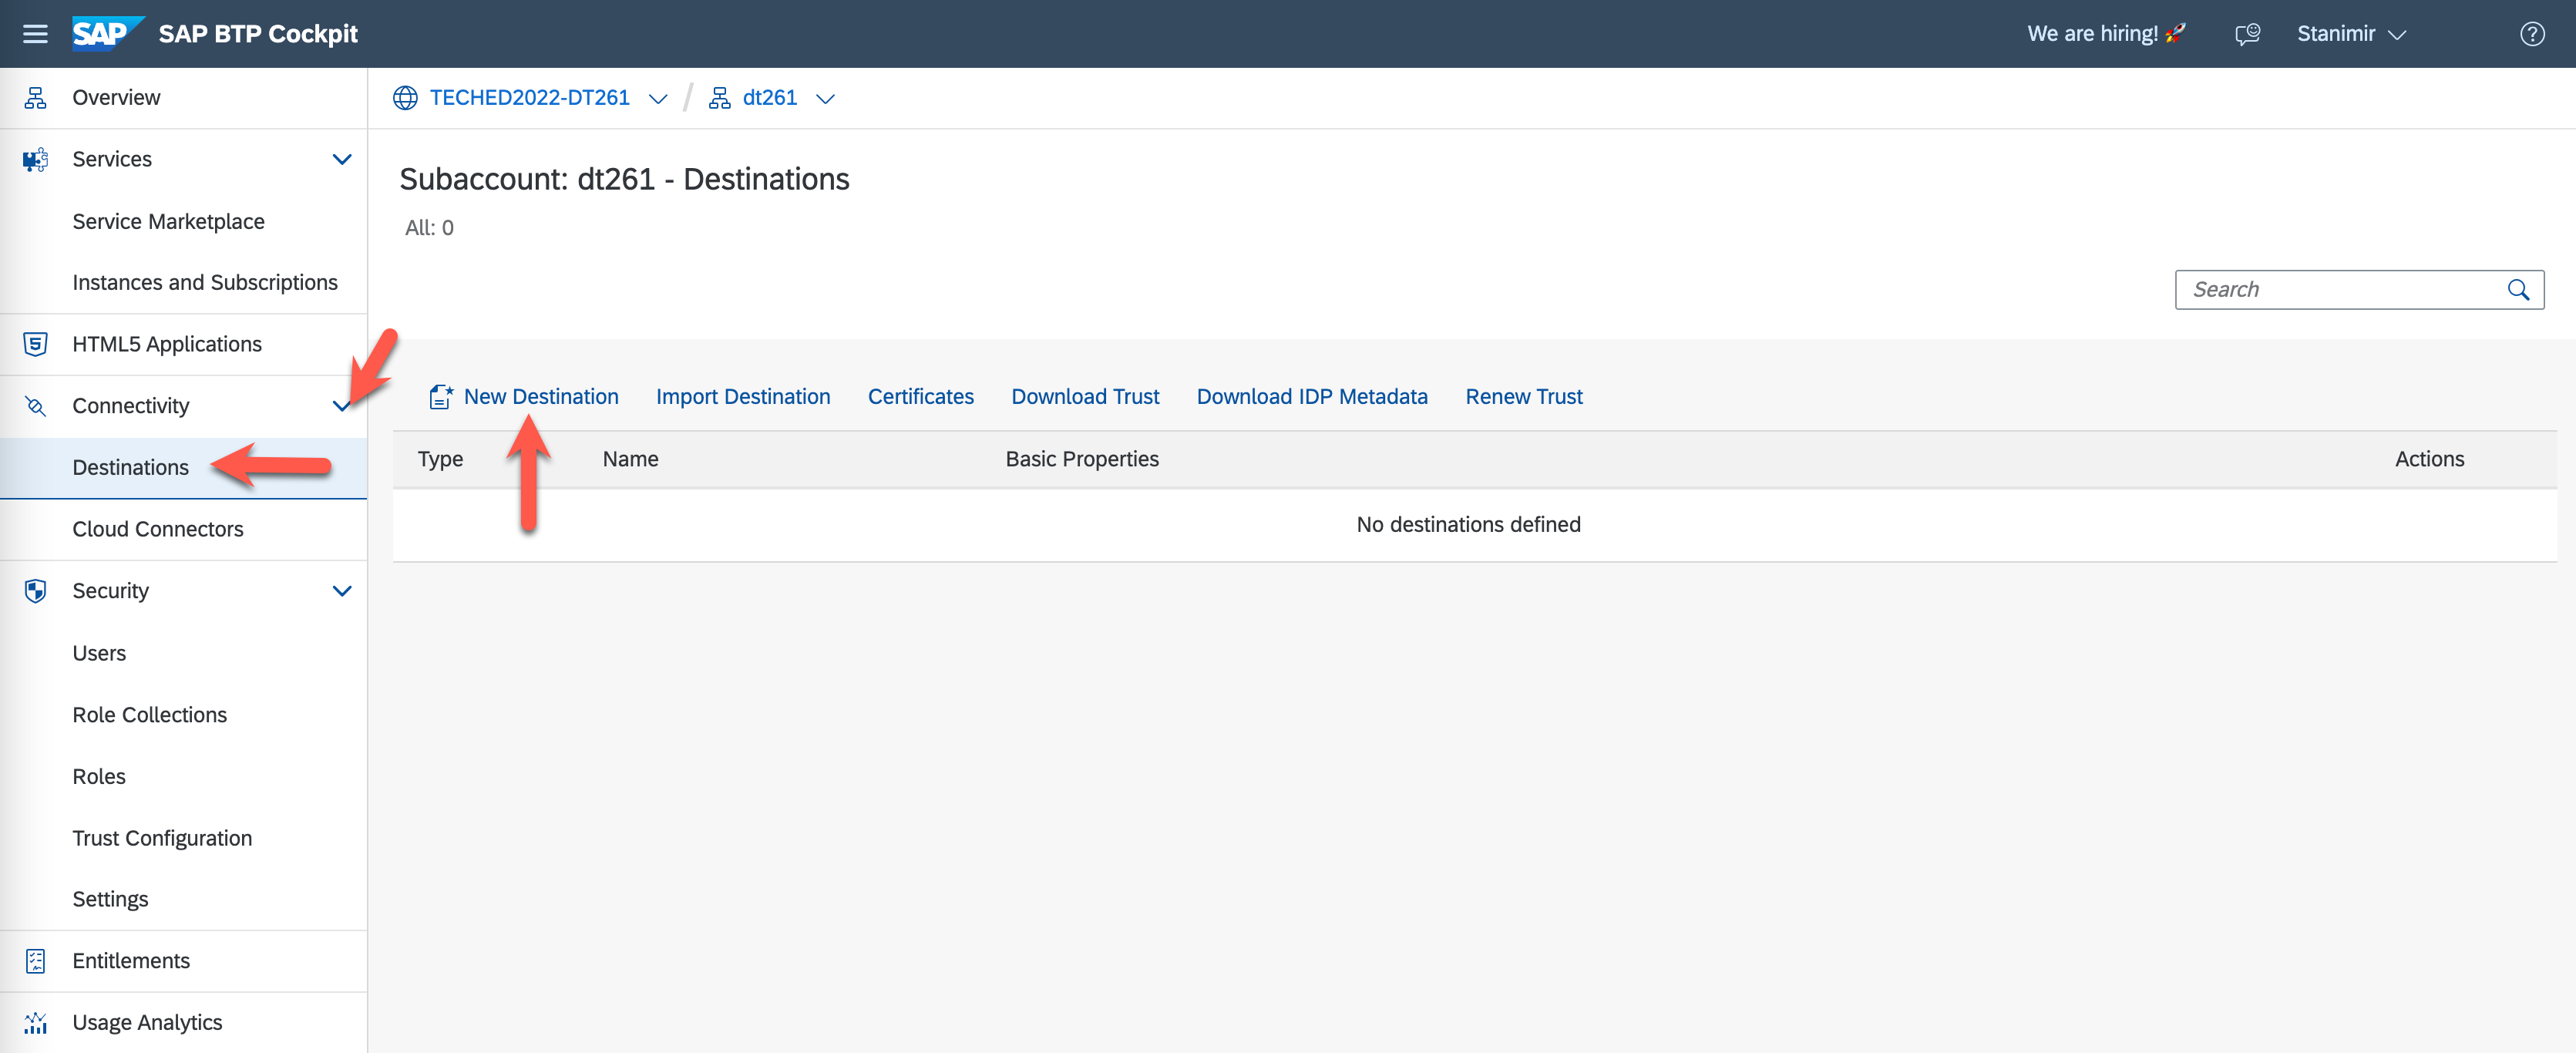 SAP SAP BTP Cockpit We are hiring! 🚀 Stanimir
Overview
Services
Service Marketplace
Instances and Subscriptions
HTML5 Applications
Connectivity
Destinations
Cloud Connectors
Security
Users
Role Collections
Roles
Trust Configuration
Settings
Entitlements
Usage Analytics
TECHED2022-DT261 / dt261
Subaccount: dt261 - Destinations
All: 0
Search
New Destination Import Destination Certificates Download Trust Download IDP Metadata Renew Trust
Type Name Basic Properties Actions
No destinations defined